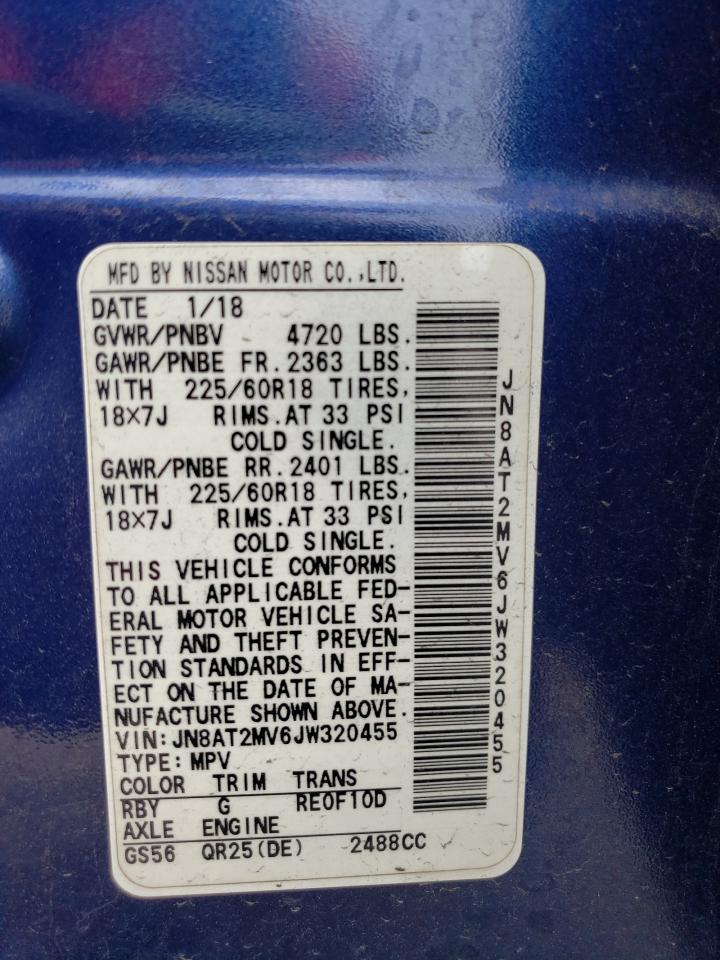 MFD BY NISSAN MOTOR CO.,LTD.
DATE 1/18
GVWR/PNBV 4720 LBS.
GAWR/PNBE FR.2363 LBS.
WITH 225/60R18 TIRES,
18×7J RIMS.AT 33 PSI
COLD SINGLE.
GAWR/PNBE RR.2401 LBS.
WITH 225/60R18 TIRES,
18×7J RIMS.AT 33 PSI
COLD SINGLE.
THIS VEHICLE CONFORMS
TO ALL APPLICABLE FED-
ERAL MOTOR VEHICLE SA-
FETY AND THEFT PREVEN-
TION STANDARDS IN EFF-
ECT ON THE DATE OF MA-
NUFACTURE SHOWN ABOVE.
VIN:JN8AT2MV6JW320455
TYPE:MPV
COLOR TRIM TRANS
RBY G RE0F10D
AXLE ENGINE
GS56 QR25(DE) 2488CC
JN8AT2MV6JW320455